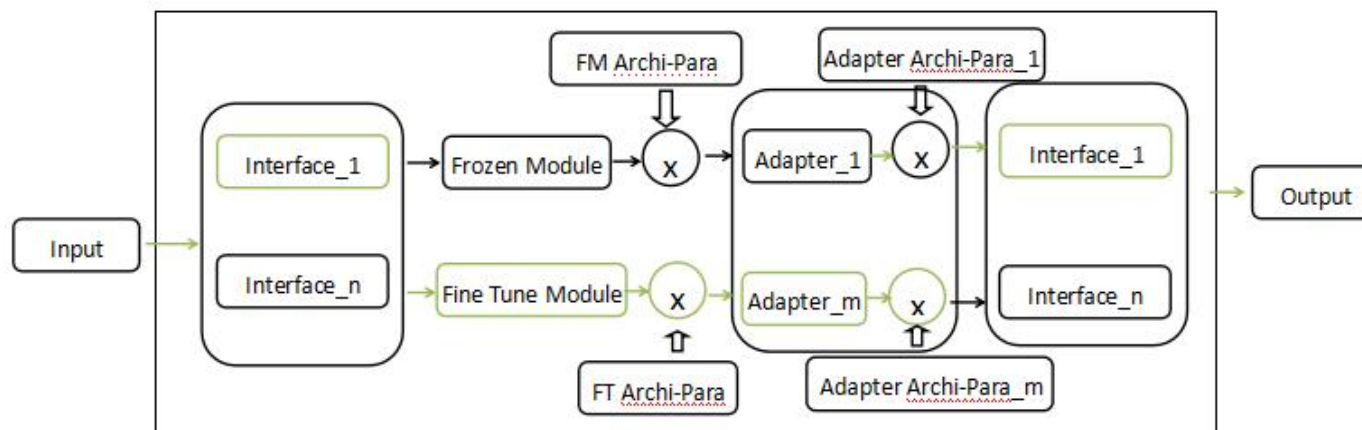 FM Archi-Para
Adapter Archi-Para_1
Interface_1
Frozen Module
x
Adapter_1
x
Interface_1
Input
Output
Interface_n
Fine Tune Module
x
Adapter_m
x
Interface_n
FT Archi-Para
Adapter Archi-Para_m